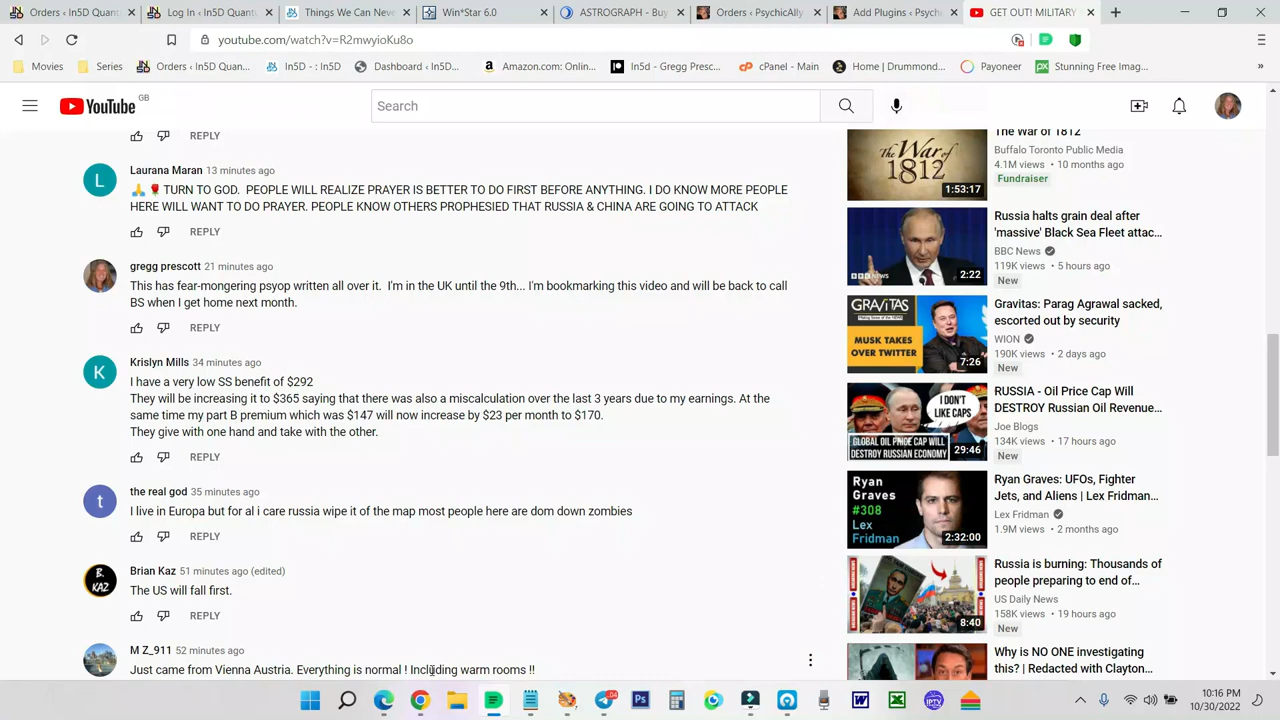 Log In ‹ In5D Quant
Log In ‹ In5D Quant
Things We Can Neve
Win*Star 6.0
ASTROGRAPH - Buy
Orders ‹ PsychicAlly
Add Plugins ‹ Psychi
GET OUT! MILITARY
youtube.com/watch?v=R2mwyioKu8o
Movies
Series
Orders ‹ In5D Quan...
In5D - : In5D
Dashboard ‹ In5D...
Amazon.com: Onlin...
In5d - Gregg Presc...
cPanel - Main
Home | Drummond...
Payoneer
Stunning Free Imag...
»
YouTube GB
Search
REPLY
Laurana Maran 13 minutes ago
🙏🌹TURN TO GOD. PEOPLE WILL REALIZE PRAYER IS BETTER TO DO FIRST BEFORE ANYTHING. I DO KNOW MORE PEOPLE
HERE WILL WANT TO DO PRAYER. PEOPLE KNOW OTHERS PROPHESIED THAT RUSSIA & CHINA ARE GOING TO ATTACK
REPLY
gregg prescott 21 minutes ago
This has fear-mongering psyop written all over it. I'm in the UK until the 9th... I'm bookmarking this video and will be back to call
BS when I get home next month.
REPLY
K
Krislyn Mills 34 minutes ago
I have a very low SS benefit of $292
They will be increasing it to $365 saying that there was also a miscalculation over the last 3 years due to my earnings. At the
same time my part B premium which was $147 will now increase by $23 per month to $170.
They give with one hand and take with the other.
REPLY
t
the real god 35 minutes ago
I live in Europa but for al i care russia wipe it of the map most people here are dom down zombies
REPLY
B.
KAZ
Brian Kaz 51 minutes ago (edited)
The US will fall first.
REPLY
M Z_911 52 minutes ago
Just came from Vienna Austria. Everything is normal ! Including warm rooms !!
L
The War of
1812
1:53:17
The War of 1812
Buffalo Toronto Public Media
4.1M views • 10 months ago
Fundraiser
BBC NEWS
2:22
Russia halts grain deal after
'massive' Black Sea Fleet attac...
BBC News
119K views • 5 hours ago
New
GRAVITAS
MUSK TAKES
OVER TWITTER
7:26
Gravitas: Parag Agrawal sacked,
escorted out by security
WION
190K views • 2 days ago
New
I DON'T
LIKE CAPS
GLOBAL OIL PRICE CAP WILL
DESTROY RUSSIAN ECONOMY
29:46
RUSSIA - Oil Price Cap Will
DESTROY Russian Oil Revenue...
Joe Blogs
134K views • 17 hours ago
New
Ryan
Graves
#308
Lex
Fridman
2:32:00
Ryan Graves: UFOs, Fighter
Jets, and Aliens | Lex Fridman...
Lex Fridman
1.9M views • 2 months ago
8:40
Russia is burning: Thousands of
people preparing to end of...
US Daily News
158K views • 19 hours ago
New
Why is NO ONE investigating
this? | Redacted with Clayton...
IPTV
10:16 PM
10/30/2022